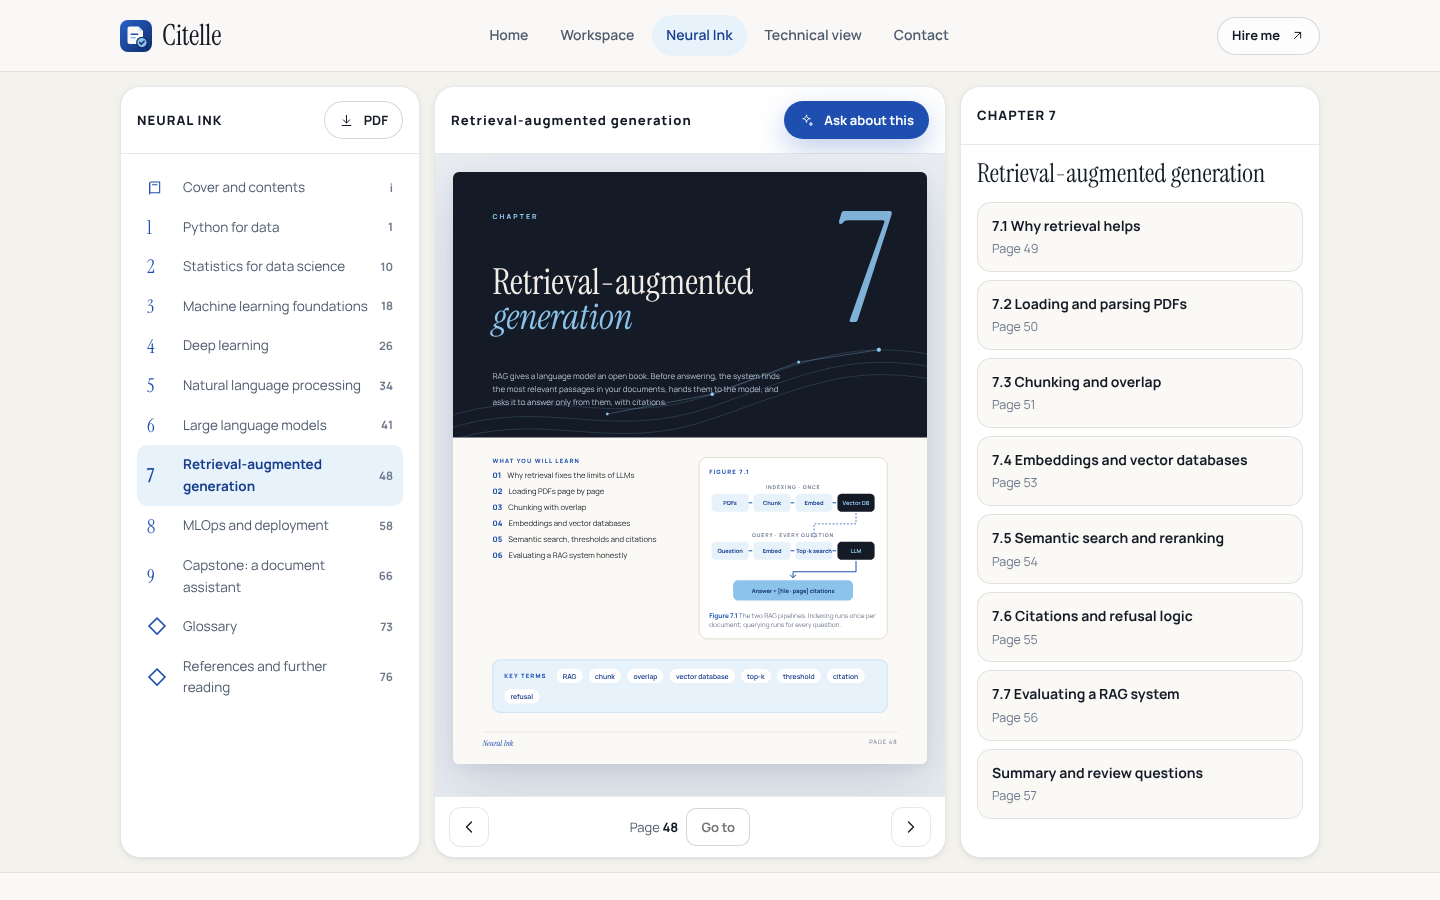 Citelle
Home
Workspace
Neural Ink
Technical view
Contact
Hire me
NEURAL INK
PDF
Cover and contents i
1 Python for data 1
2 Statistics for data science 10
3 Machine learning foundations 18
4 Deep learning 26
5 Natural language processing 34
6 Large language models 41
7 Retrieval-augmented
generation 48
8 MLOps and deployment 58
9 Capstone: a document
assistant 66
Glossary 73
References and further
reading 76
Retrieval-augmented generation
Ask about this
CHAPTER
7
Retrieval-augmented
generation
RAG gives a language model an open book. Before answering, the system finds
the most relevant passages in your documents, hands them to the model, and
asks it to answer only from them, with citations.
WHAT YOU WILL LEARN
01 Why retrieval fixes the limits of LLMs
02 Loading PDFs page by page
03 Chunking with overlap
04 Embeddings and vector databases
05 Semantic search, thresholds and citations
06 Evaluating a RAG system honestly
FIGURE 7.1
INDEXING · ONCE
PDFs
Chunk
Embed
Vector DB
QUERY · EVERY QUESTION
Question
Embed
Top-k search
LLM
Answer + [file · page] citations
Figure 7.1 The two RAG pipelines. Indexing runs once per
document; querying runs for every question.
KEY TERMS RAG chunk overlap vector database top-k threshold citation
refusal
Neural Ink
PAGE 48
Page 48
Go to
CHAPTER 7
Retrieval-augmented generation
7.1 Why retrieval helps
Page 49
7.2 Loading and parsing PDFs
Page 50
7.3 Chunking and overlap
Page 51
7.4 Embeddings and vector databases
Page 53
7.5 Semantic search and reranking
Page 54
7.6 Citations and refusal logic
Page 55
7.7 Evaluating a RAG system
Page 56
Summary and review questions
Page 57